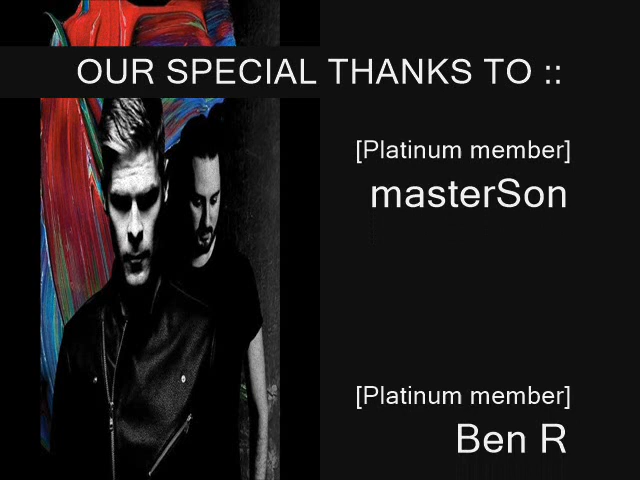 OUR SPECIAL THANKS TO ::
[Platinum member]
masterSon
[Platinum member]
Ben R